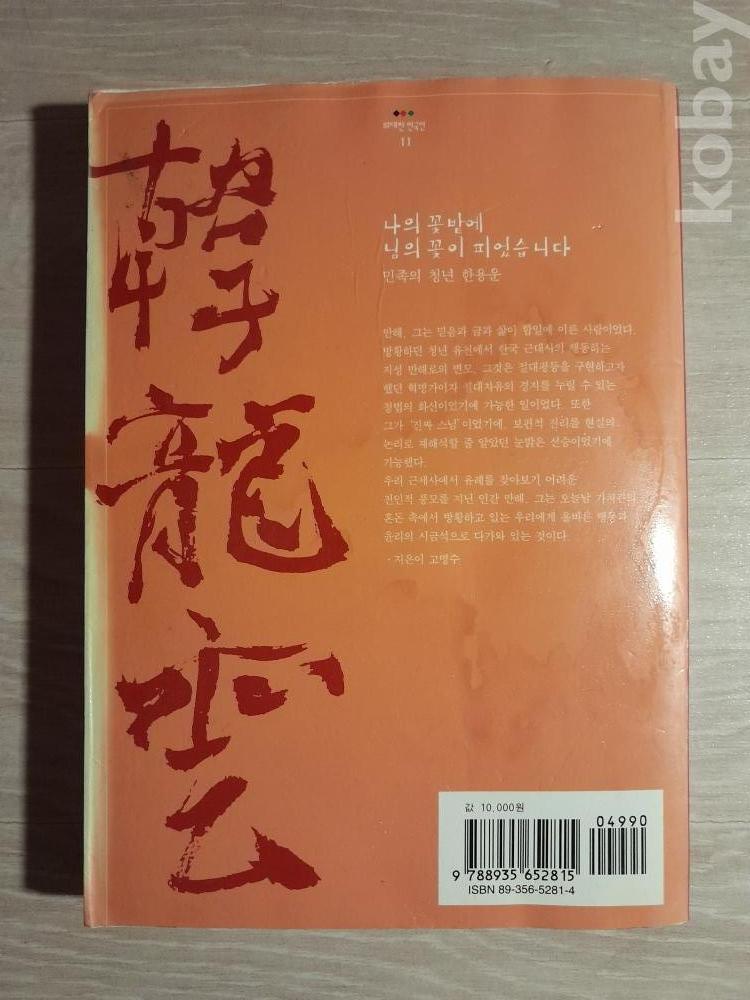 kobay
위대한 한국인
11
나의 꽃밭에
님의 꽃이 피었습니다
민족의 청년 한용운
韓龍雲
만해, 그는 믿음과 글과 삶이 합일에 이른 사람이었다.
방황하던 청년 유천에서 한국 근대사의 행동하는
지성 만해로의 변모, 그것은 절대평등을 구현하고자
했던 혁명가이자 절대자유의 경지를 누릴 수 있는
정법의 화신이었기에 가능한 일이었다. 또한
그가 '진짜 스님'이었기에, 보편적 진리를 현실의
논리로 재해석할 줄 알았던 눈밝은 선승이었기에
가능했다.
우리 근세사에서 유례를 찾아보기 어려운
전인적 풍모를 지닌 인간 만해, 그는 오늘날 가치관의
혼돈 속에서 방황하고 있는 우리에게 올바른 행동과
윤리의 시금석으로 다가와 있는 것이다.
- 지은이 고명수
값 10,000원
04990
9 788935 652815
ISBN 89-356-5281-4